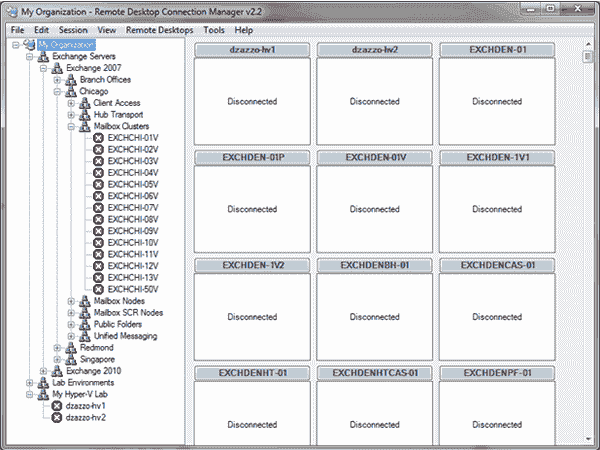 My Organization - Remote Desktop Connection Manager v2.2
File Edit Session View Remote Desktops Tools Help
My Organization
Exchange Servers
Exchange 2007
Branch Offices
Chicago
Client Access
Hub Transport
Mailbox Clusters
EXCHCHI-01V
EXCHCHI-02V
EXCHCHI-03V
EXCHCHI-04V
EXCHCHI-05V
EXCHCHI-06V
EXCHCHI-07V
EXCHCHI-08V
EXCHCHI-09V
EXCHCHI-10V
EXCHCHI-11V
EXCHCHI-12V
EXCHCHI-13V
EXCHCHI-50V
Mailbox Nodes
Mailbox SCR Nodes
Public Folders
Unified Messaging
Redmond
Singapore
Exchange 2010
Lab Environments
My Hyper-V Lab
dzazzo-hv1
dzazzo-hv2
dzazzo-hv1 dzazzo-hv2 EXCHDEN-01
Disconnected Disconnected Disconnected
EXCHDEN-01P EXCHDEN-01V EXCHDEN-1V1
Disconnected Disconnected Disconnected
EXCHDEN-1V2 EXCHDENBH-01 EXCHDENCAS-01
Disconnected Disconnected Disconnected
EXCHDENHT-01 EXCHDENHTCAS-01 EXCHDENPF-01
Disconnected Disconnected Disconnected